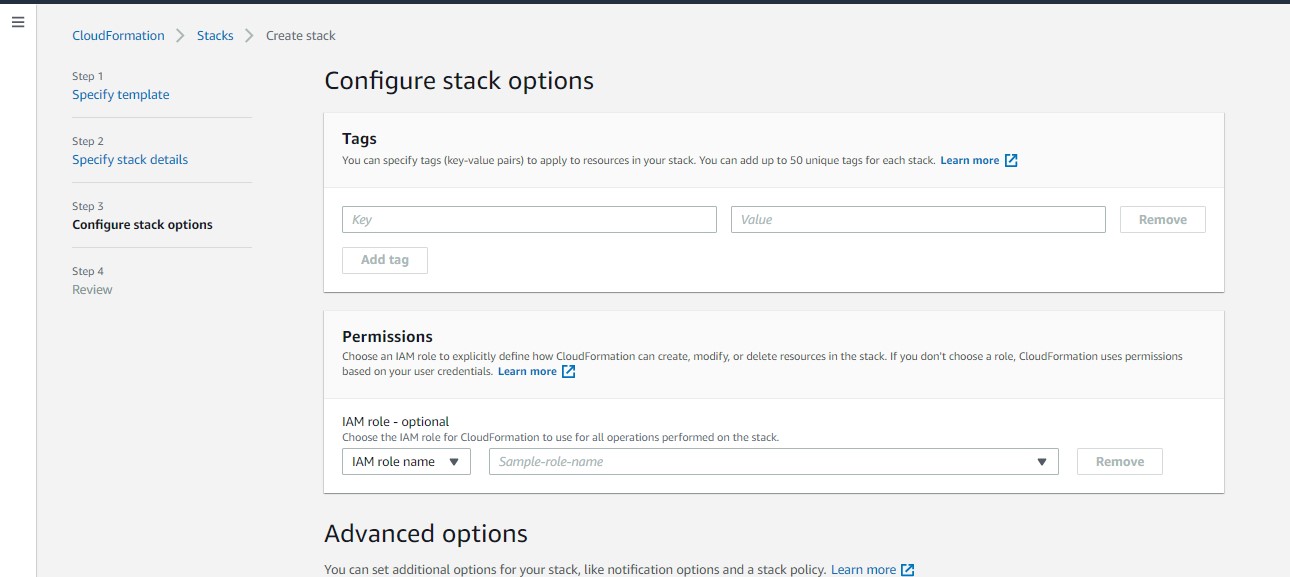 CloudFormation > Stacks > Create stack
Step 1
Specify template
Step 2
Specify stack details
Step 3
Configure stack options
Step 4
Review
Configure stack options
Tags
You can specify tags (key-value pairs) to apply to resources in your stack. You can add up to 50 unique tags for each stack. Learn more
Key Value Remove
Add tag
Permissions
Choose an IAM role to explicitly define how CloudFormation can create, modify, or delete resources in the stack. If you don't choose a role, CloudFormation uses permissions
based on your user credentials. Learn more
IAM role - optional
Choose the IAM role for CloudFormation to use for all operations performed on the stack.
IAM role name Sample-role-name Remove
Advanced options
You can set additional options for your stack, like notification options and a stack policy. Learn more